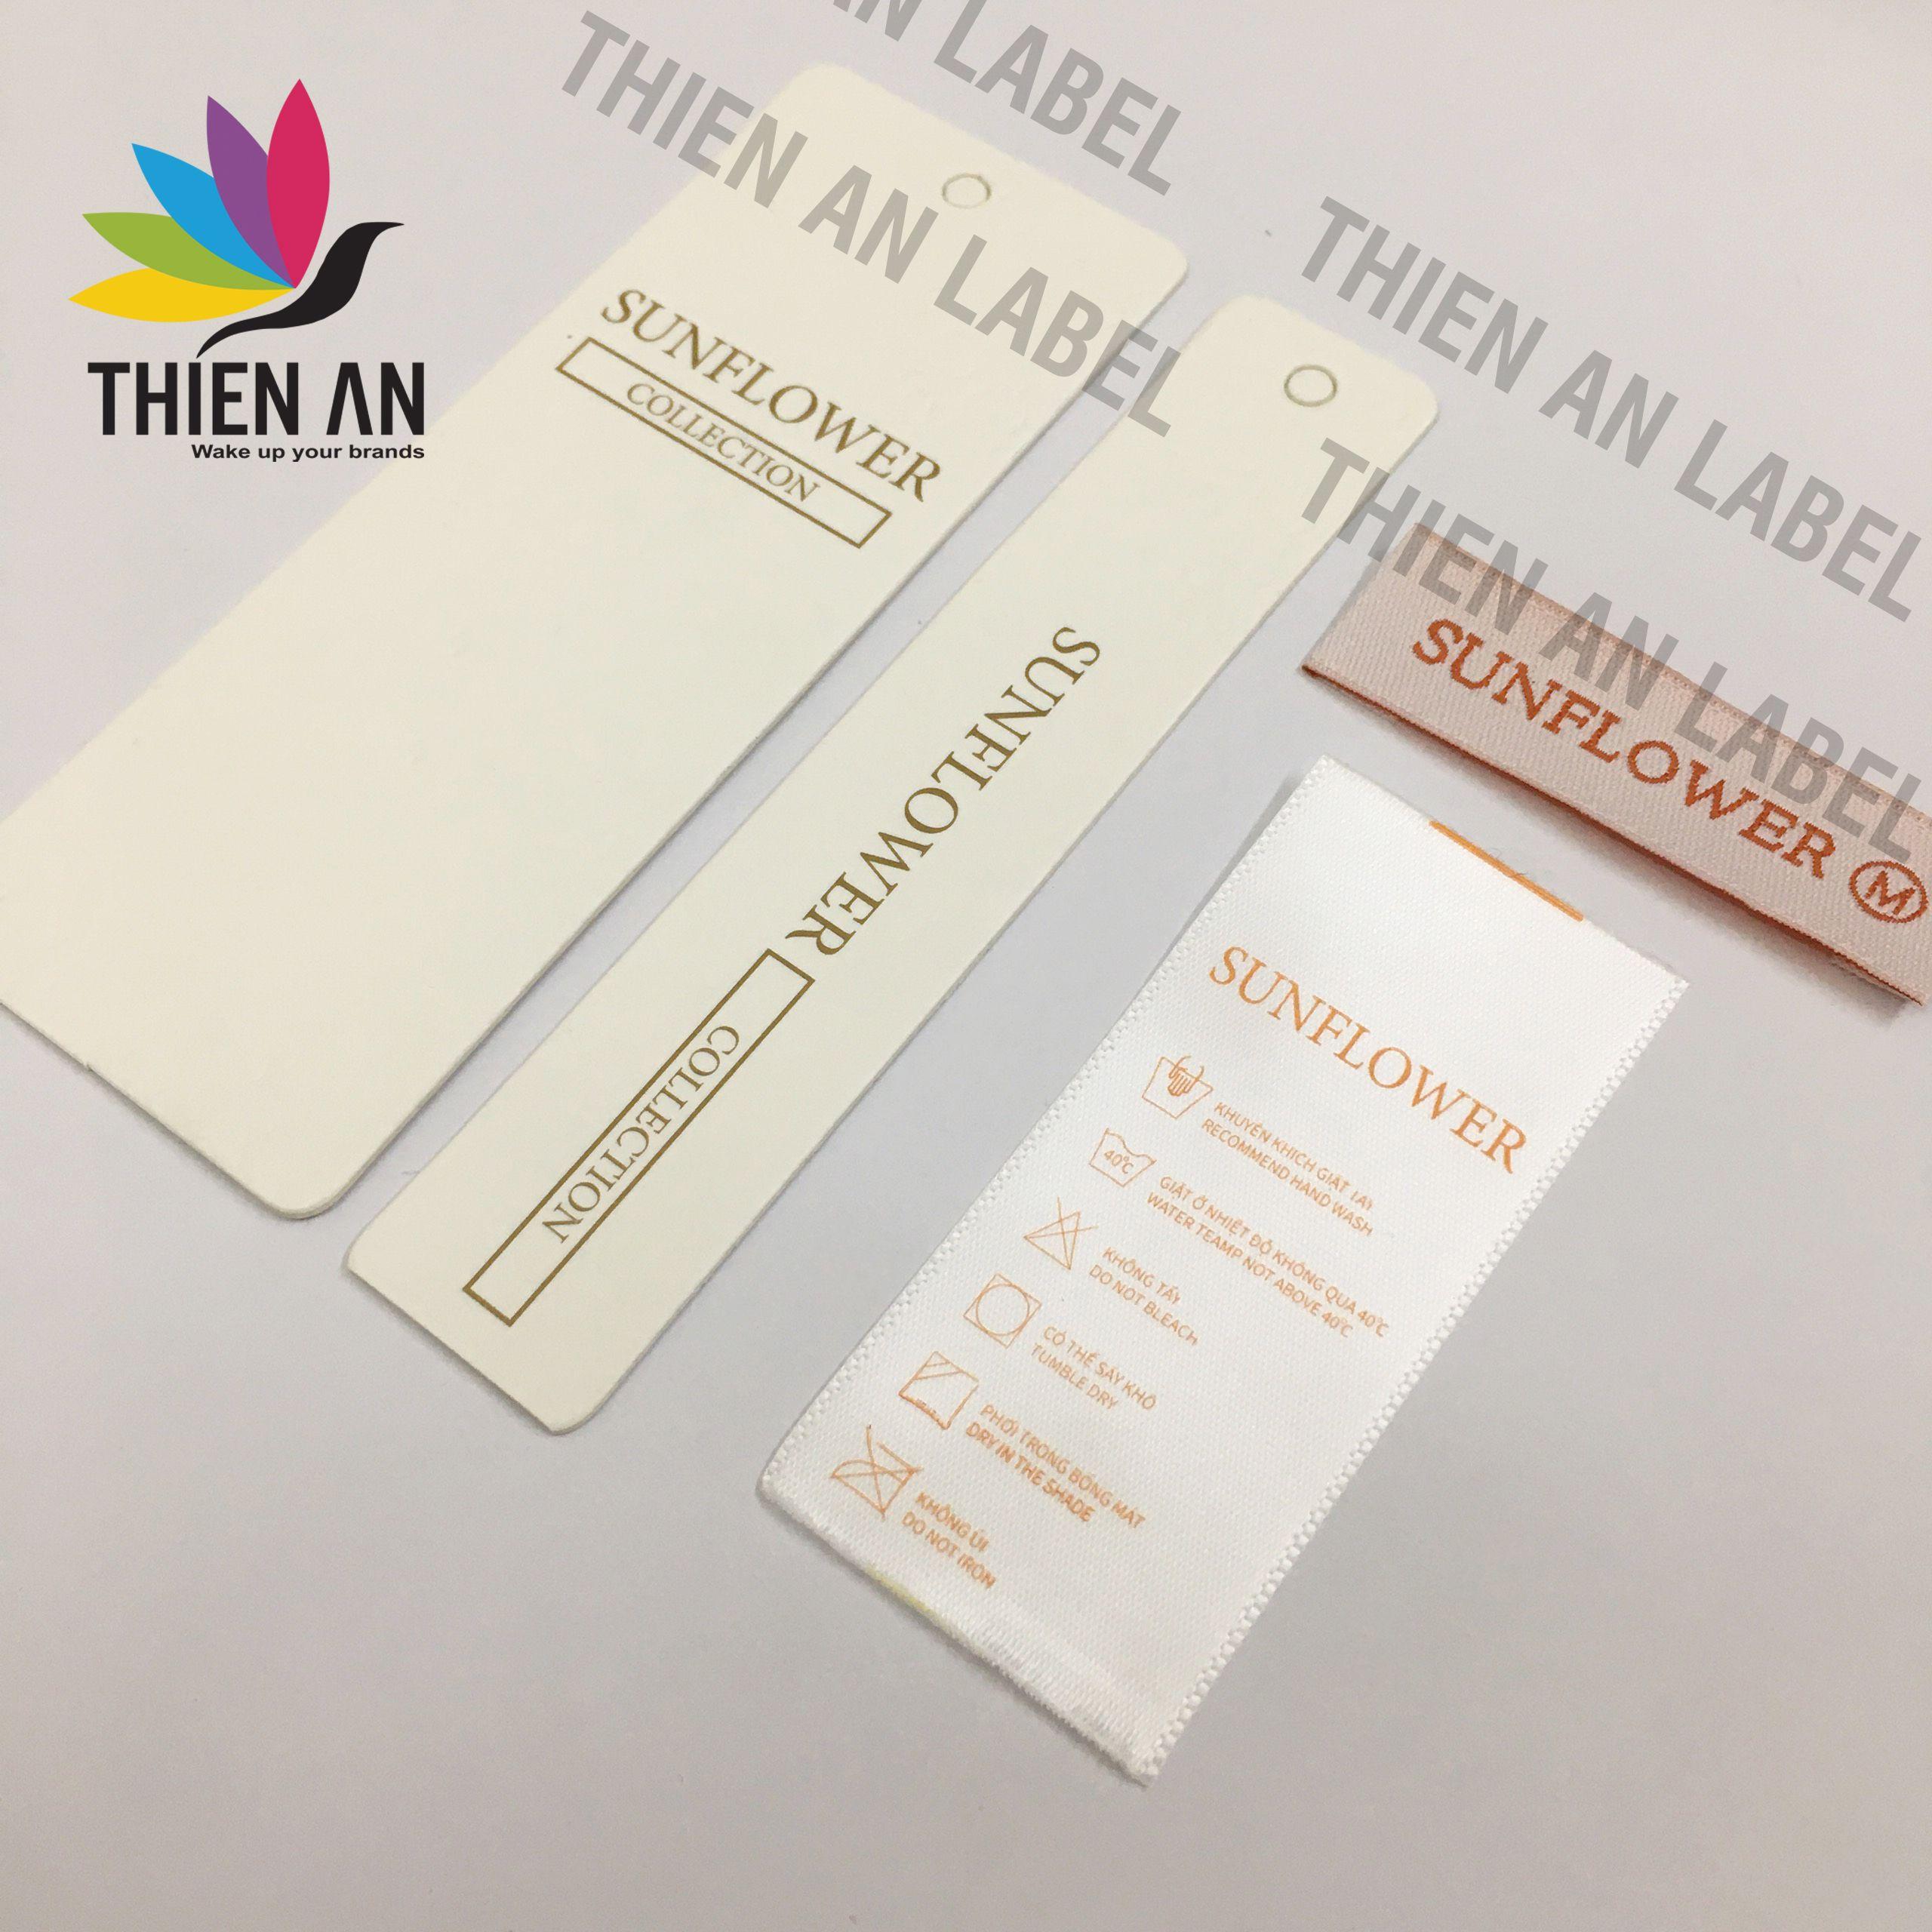 THIEN AN
Wake up your brands
AN LABEL
THIEN AN LABEL
THIEN AN LABEL
THIEN AN LABEL
SUNFLOWER
COLLECTION
SUNFLOWER
COLLECTION
SUNFLOWER M
SUNFLOWER
KHUYẾN KHÍCH GIẶT TAY
RECOMMEND HAND WASH
40°C
GIẶT Ở NHIỆT ĐỘ KHÔNG QUA 40°C
WATER TEAMP NOT ABOVE 40°C
KHÔNG TẨY
DO NOT BLEACH
CÓ THỂ SẤY KHÔ
TUMBLE DRY
PHƠI TRONG BÓNG MÁT
DRY IN THE SHADE
KHÔNG ỦI
DO NOT IRON